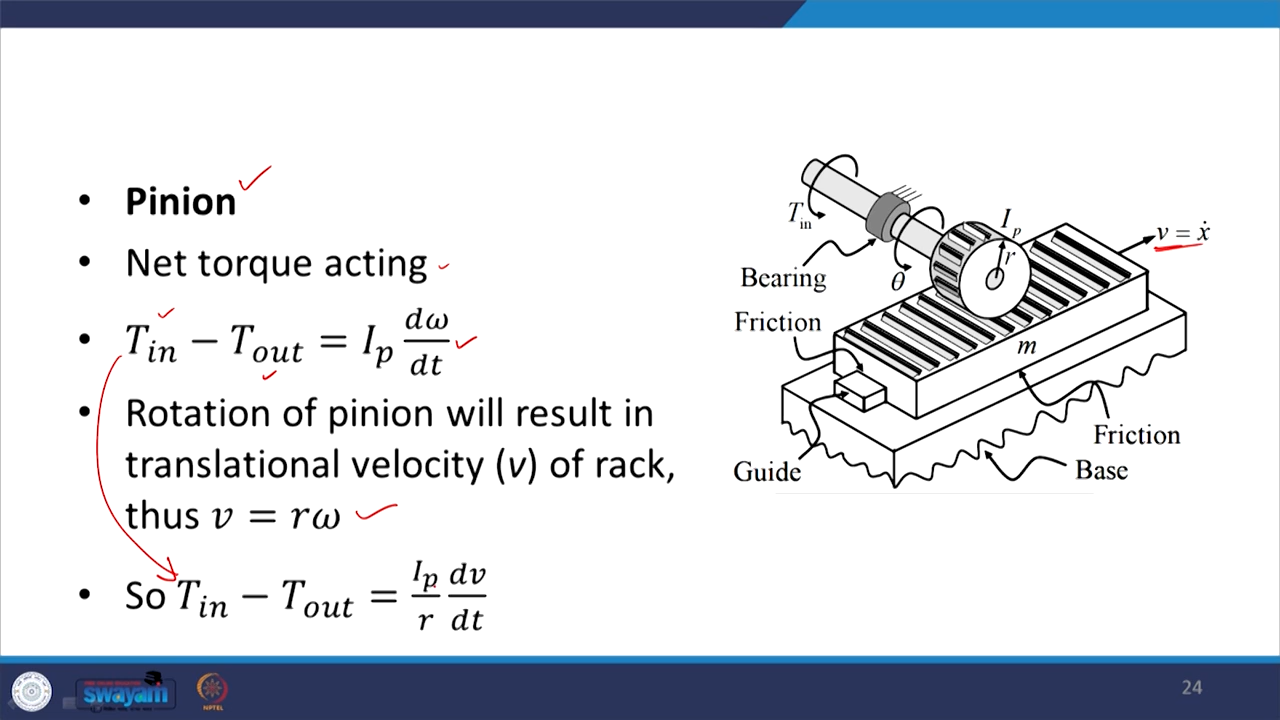 • Pinion
• Net torque acting
• T_in − T_out = I_p dω/dt
• Rotation of pinion will result in
translational velocity (v) of rack,
thus v = rω
• So T_in − T_out = I_p/r dv/dt
T_in
Bearing
θ
I_p
r
v = ẋ
Friction
m
Guide
Friction
Base
swayam
NPTEL
24